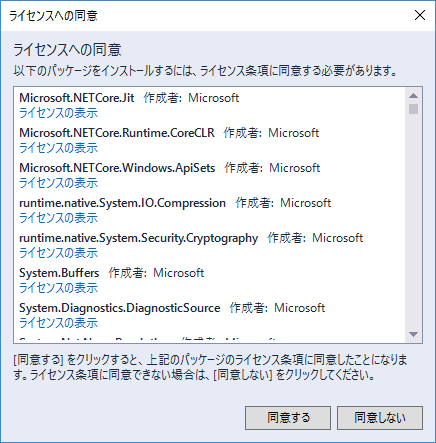 ライセンスへの同意
ライセンスへの同意
以下のパッケージをインストールするには、ライセンス条項に同意する必要があります。
Microsoft.NETCore.Jit 作成者: Microsoft
ライセンスの表示
Microsoft.NETCore.Runtime.CoreCLR 作成者: Microsoft
ライセンスの表示
Microsoft.NETCore.Windows.ApiSets 作成者: Microsoft
ライセンスの表示
runtime.native.System.IO.Compression 作成者: Microsoft
ライセンスの表示
runtime.native.System.Security.Cryptography 作成者: Microsoft
ライセンスの表示
System.Buffers 作成者: Microsoft
ライセンスの表示
System.Diagnostics.DiagnosticSource 作成者: Microsoft
ライセンスの表示
[同意する] をクリックすると、上記のパッケージのライセンス条項に同意したことになりま
す。ライセンス条項に同意できない場合は、[同意しない] をクリックしてください。
同意する 同意しない